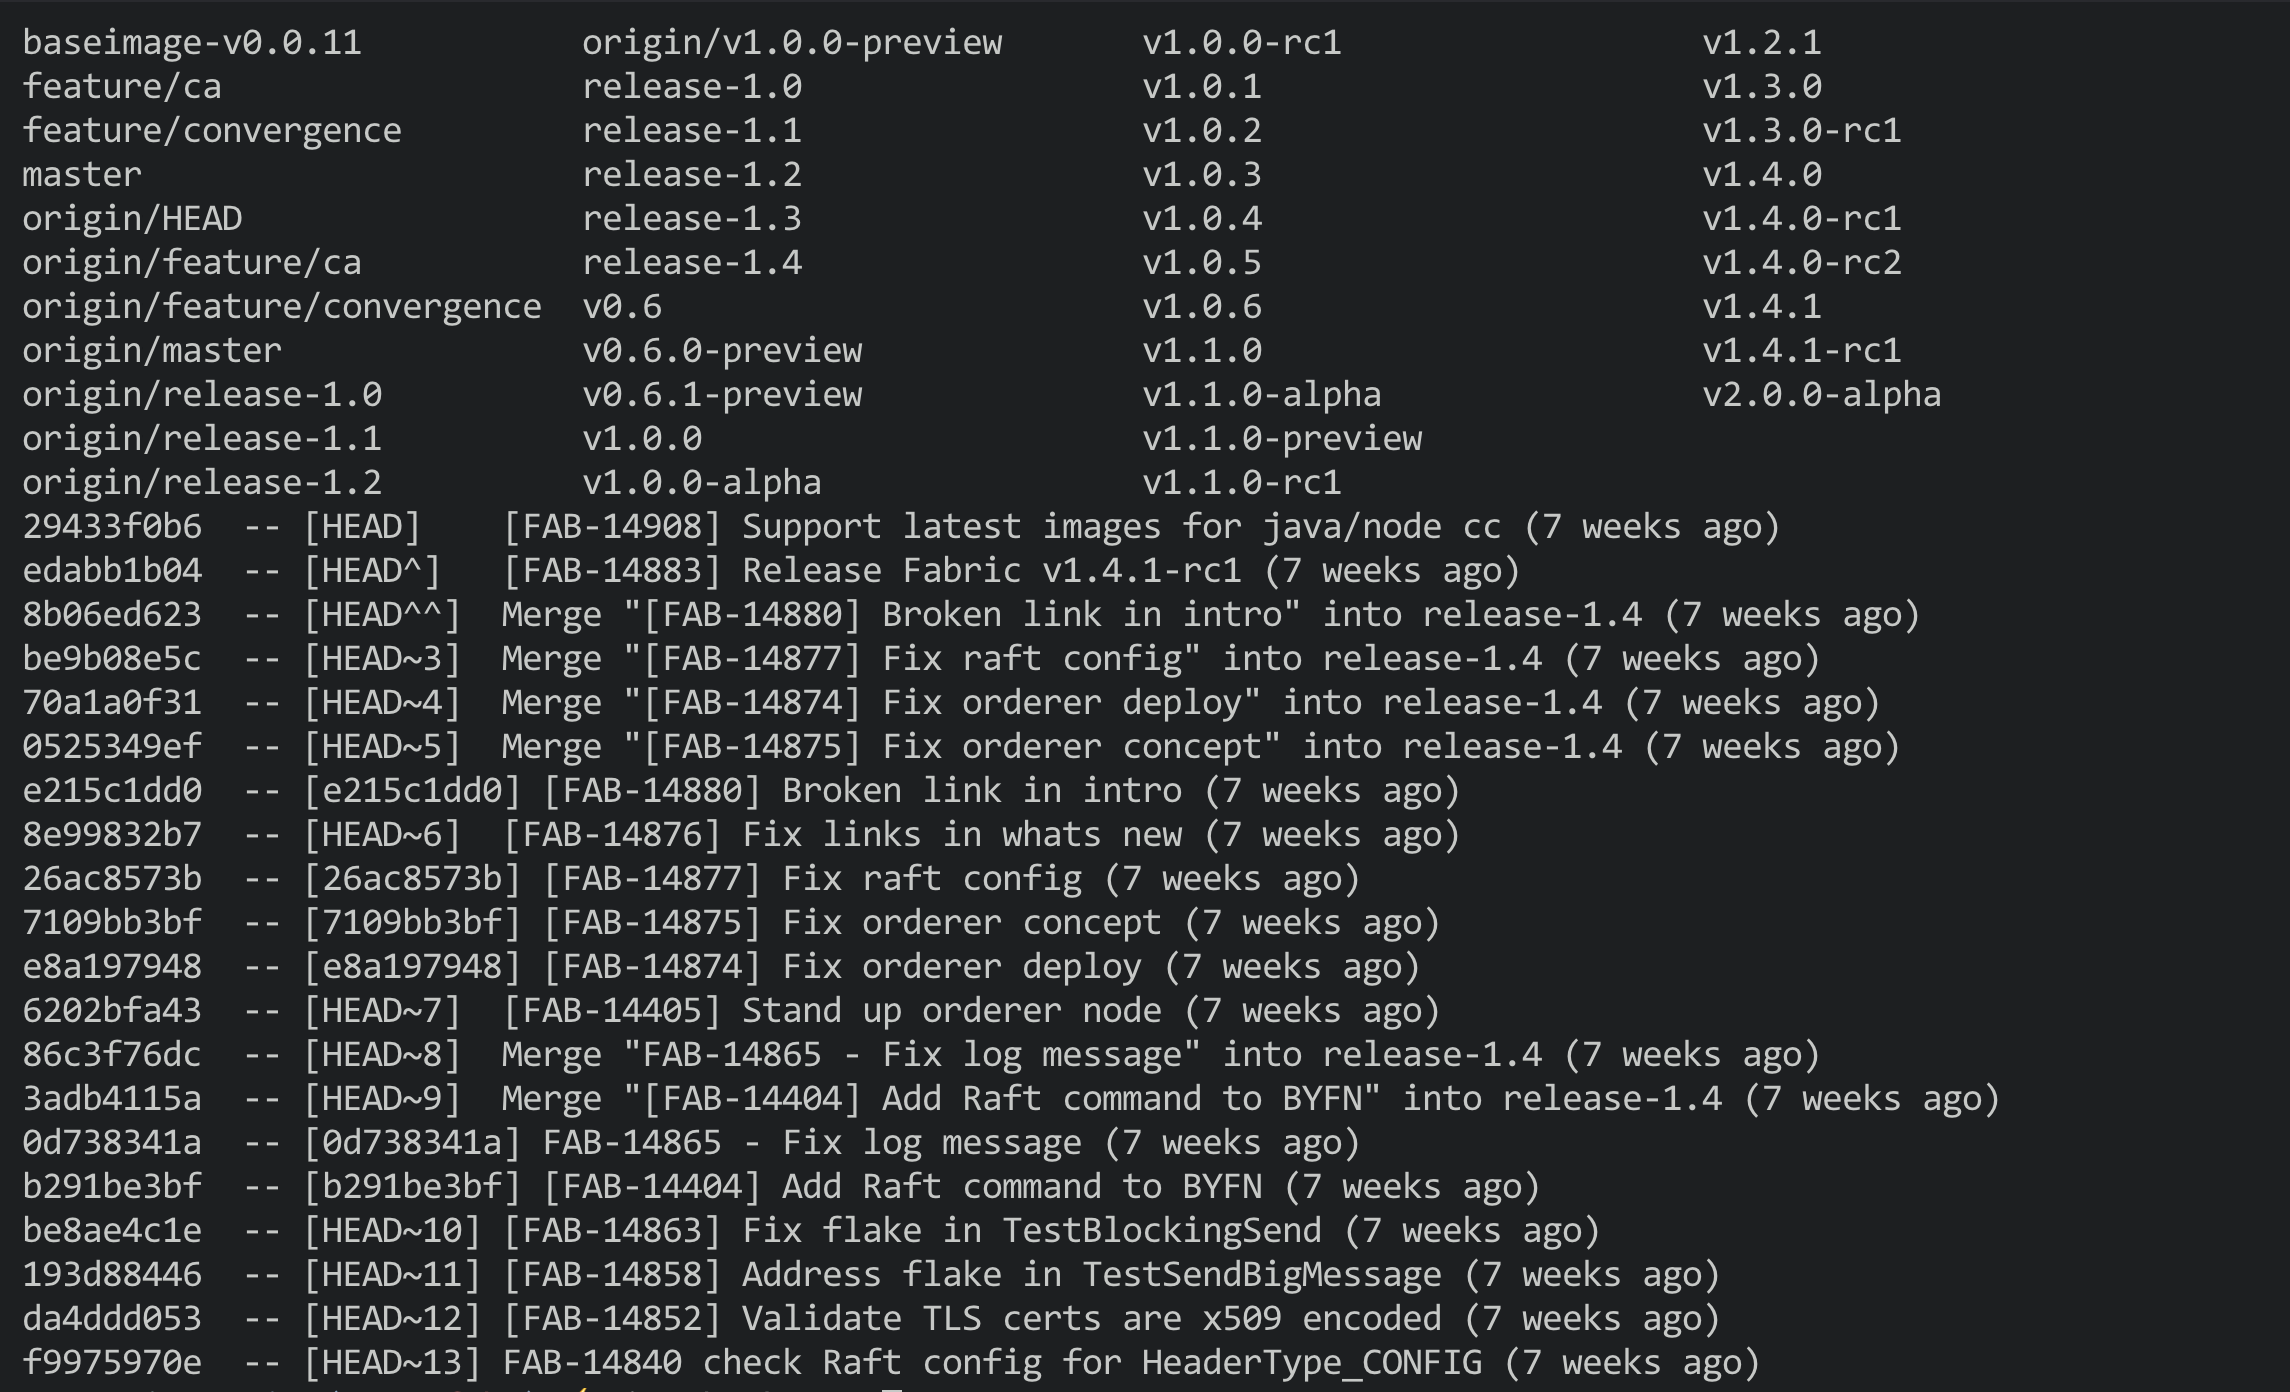 baseimage-v0.0.11 origin/v1.0.0-preview v1.0.0-rc1 v1.2.1
feature/ca release-1.0 v1.0.1 v1.3.0
feature/convergence release-1.1 v1.0.2 v1.3.0-rc1
master release-1.2 v1.0.3 v1.4.0
origin/HEAD release-1.3 v1.0.4 v1.4.0-rc1
origin/feature/ca release-1.4 v1.0.5 v1.4.0-rc2
origin/feature/convergence v0.6 v1.0.6 v1.4.1
origin/master v0.6.0-preview v1.1.0 v1.4.1-rc1
origin/release-1.0 v0.6.1-preview v1.1.0-alpha v2.0.0-alpha
origin/release-1.1 v1.0.0 v1.1.0-preview
origin/release-1.2 v1.0.0-alpha v1.1.0-rc1
29433f0b6 -- [HEAD] [FAB-14908] Support latest images for java/node cc (7 weeks ago)
edabb1b04 -- [HEAD^] [FAB-14883] Release Fabric v1.4.1-rc1 (7 weeks ago)
8b06ed623 -- [HEAD^^] Merge "[FAB-14880] Broken link in intro" into release-1.4 (7 weeks ago)
be9b08e5c -- [HEAD~3] Merge "[FAB-14877] Fix raft config" into release-1.4 (7 weeks ago)
70a1a0f31 -- [HEAD~4] Merge "[FAB-14874] Fix orderer deploy" into release-1.4 (7 weeks ago)
0525349ef -- [HEAD~5] Merge "[FAB-14875] Fix orderer concept" into release-1.4 (7 weeks ago)
e215c1dd0 -- [e215c1dd0] [FAB-14880] Broken link in intro (7 weeks ago)
8e99832b7 -- [HEAD~6] [FAB-14876] Fix links in whats new (7 weeks ago)
26ac8573b -- [26ac8573b] [FAB-14877] Fix raft config (7 weeks ago)
7109bb3bf -- [7109bb3bf] [FAB-14875] Fix orderer concept (7 weeks ago)
e8a197948 -- [e8a197948] [FAB-14874] Fix orderer deploy (7 weeks ago)
6202bfa43 -- [HEAD~7] [FAB-14405] Stand up orderer node (7 weeks ago)
86c3f76dc -- [HEAD~8] Merge "FAB-14865 - Fix log message" into release-1.4 (7 weeks ago)
3adb4115a -- [HEAD~9] Merge "[FAB-14404] Add Raft command to BYFN" into release-1.4 (7 weeks ago)
0d738341a -- [0d738341a] FAB-14865 - Fix log message (7 weeks ago)
b291be3bf -- [b291be3bf] [FAB-14404] Add Raft command to BYFN (7 weeks ago)
be8ae4c1e -- [HEAD~10] [FAB-14863] Fix flake in TestBlockingSend (7 weeks ago)
193d88446 -- [HEAD~11] [FAB-14858] Address flake in TestSendBigMessage (7 weeks ago)
da4ddd053 -- [HEAD~12] [FAB-14852] Validate TLS certs are x509 encoded (7 weeks ago)
f9975970e -- [HEAD~13] FAB-14840 check Raft config for HeaderType_CONFIG (7 weeks ago)